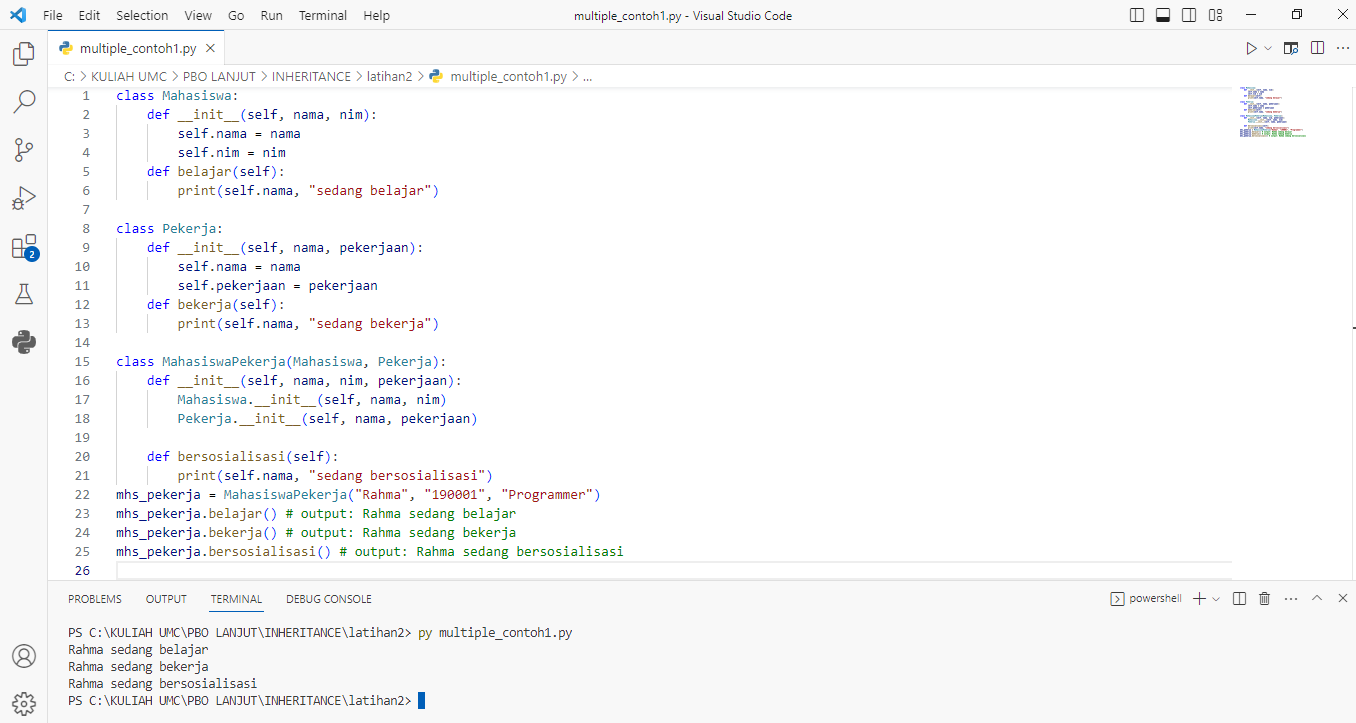 File Edit Selection View Go Run Terminal Help multiple_contoh1.py - Visual Studio Code
multiple_contoh1.py
C: > KULIAH UMC > PBO LANJUT > INHERITANCE > latihan2 > multiple_contoh1.py > ...
1 class Mahasiswa:
2     def __init__(self, nama, nim):
3         self.nama = nama
4         self.nim = nim
5     def belajar(self):
6         print(self.nama, "sedang belajar")
7
8 class Pekerja:
9     def __init__(self, nama, pekerjaan):
10         self.nama = nama
11         self.pekerjaan = pekerjaan
12     def bekerja(self):
13         print(self.nama, "sedang bekerja")
14
15 class MahasiswaPekerja(Mahasiswa, Pekerja):
16     def __init__(self, nama, nim, pekerjaan):
17         Mahasiswa.__init__(self, nama, nim)
18         Pekerja.__init__(self, nama, pekerjaan)
19
20     def bersosialisasi(self):
21         print(self.nama, "sedang bersosialisasi")
22 mhs_pekerja = MahasiswaPekerja("Rahma", "190001", "Programmer")
23 mhs_pekerja.belajar() # output: Rahma sedang belajar
24 mhs_pekerja.bekerja() # output: Rahma sedang bekerja
25 mhs_pekerja.bersosialisasi() # output: Rahma sedang bersosialisasi
26
2
PROBLEMS OUTPUT TERMINAL DEBUG CONSOLE powershell
PS C:\KULIAH UMC\PBO LANJUT\INHERITANCE\latihan2> py multiple_contoh1.py
Rahma sedang belajar
Rahma sedang bekerja
Rahma sedang bersosialisasi
PS C:\KULIAH UMC\PBO LANJUT\INHERITANCE\latihan2>